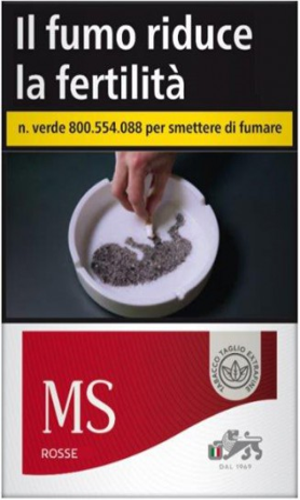 Il fumo riduce
la fertilità
n. verde 800.554.088 per smettere di fumare
TABACCO TAGLIO EXTRAFINE
MS
ROSSE
DAL 1969